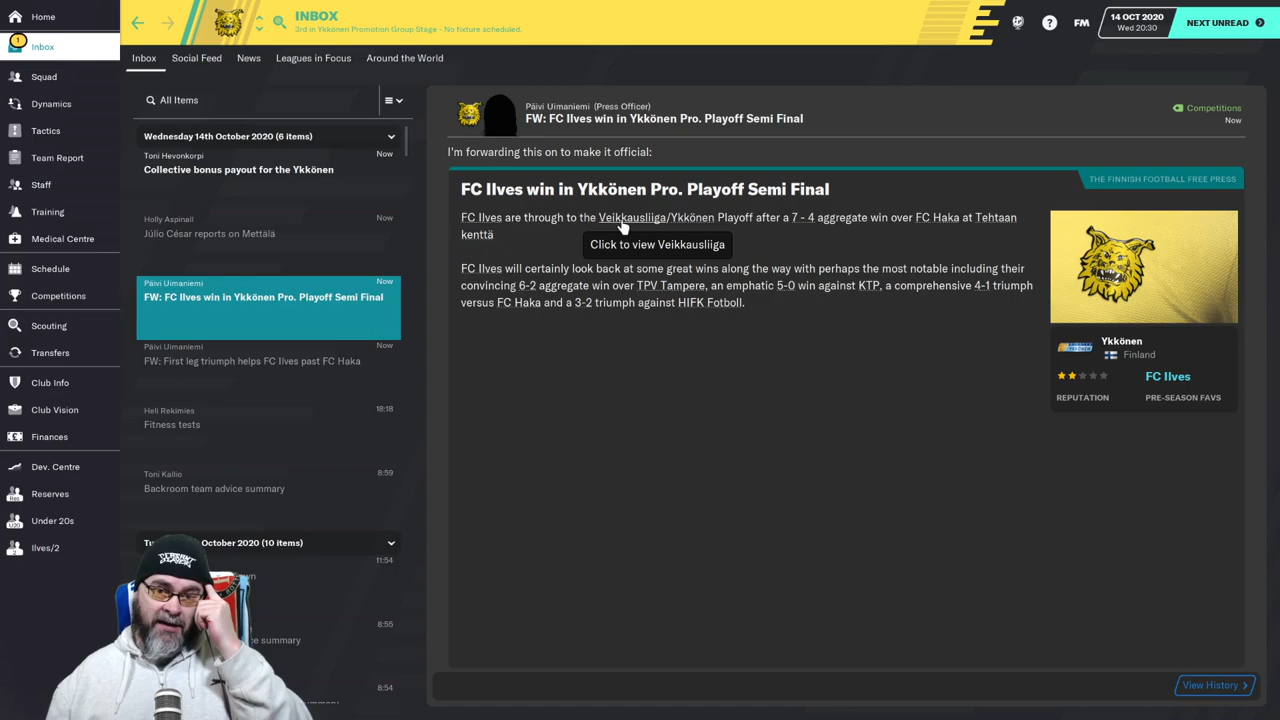 Home
Inbox
1
Squad
Dynamics
Tactics
Team Report
Staff
Training
Medical Centre
Schedule
Competitions
Scouting
Transfers
Club Info
Club Vision
Finances
Dev. Centre
Reserves
Under 20s
Ilves/2
INBOX
3rd in Ykkönen Promotion Group Stage - No fixture scheduled.
?
FM
14 OCT 2020
Wed 20:30
NEXT UNREAD
Inbox
Social Feed
News
Leagues in Focus
Around the World
All Items
Wednesday 14th October 2020 (6 items)
Toni Hevonkorpi
Now
Collective bonus payout for the Ykkönen
Holly Aspinall
Now
Júlio César reports on Mettälä
Päivi Uimaniemi
Now
FW: FC Ilves win in Ykkönen Pro. Playoff Semi Final
Päivi Uimaniemi
Now
FW: First leg triumph helps FC Ilves past FC Haka
Heli Rekimies
18:18
Fitness tests
Toni Kallio
8:59
Backroom team advice summary
October 2020 (10 items)
11:54
8:55
ce summary
8:54
Päivi Uimaniemi (Press Officer)
FW: FC Ilves win in Ykkönen Pro. Playoff Semi Final
Competitions
Now
I'm forwarding this on to make it official:
THE FINNISH FOOTBALL FREE PRESS
FC Ilves win in Ykkönen Pro. Playoff Semi Final
FC Ilves are through to the Veikkausliiga/Ykkönen Playoff after a 7 - 4 aggregate win over FC Haka at Tehtaan
kenttä
Click to view Veikkausliiga
FC Ilves will certainly look back at some great wins along the way with perhaps the most notable including their
convincing 6-2 aggregate win over TPV Tampere, an emphatic 5-0 win against KTP, a comprehensive 4-1 triumph
versus FC Haka and a 3-2 triumph against HIFK Fotboll.
Ykkönen
Finland
FC Ilves
REPUTATION
PRE-SEASON FAVS
View History